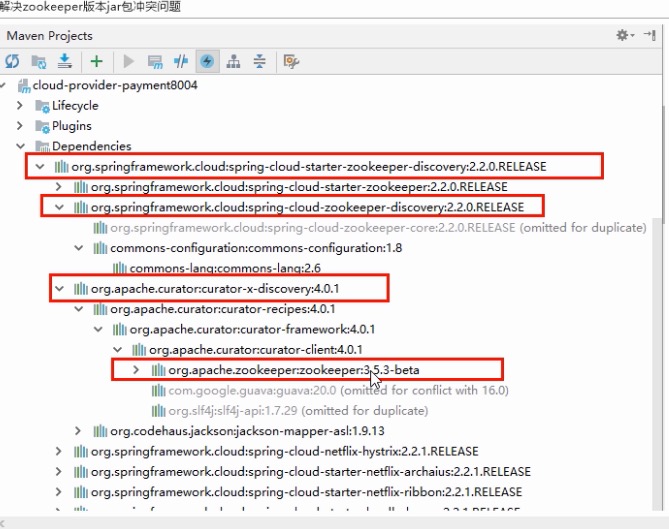 解决zookeeper版本jar包冲突问题
Maven Projects
cloud-provider-payment8004
Lifecycle
Plugins
Dependencies
org.springframework.cloud:spring-cloud-starter-zookeeper-discovery:2.2.0.RELEASE
org.springframework.cloud:spring-cloud-starter-zookeeper:2.2.0.RELEASE
org.springframework.cloud:spring-cloud-zookeeper-discovery:2.2.0.RELEASE
org.springframework.cloud:spring-cloud-zookeeper-core:2.2.0.RELEASE (omitted for duplicate)
commons-configuration:commons-configuration:1.8
commons-lang:commons-lang:2.6
org.apache.curator:curator-x-discovery:4.0.1
org.apache.curator:curator-recipes:4.0.1
org.apache.curator:curator-framework:4.0.1
org.apache.curator:curator-client:4.0.1
org.apache.zookeeper:zookeeper:3.5.3-beta
com.google.guava:guava:20.0 (omitted for conflict with 16.0)
org.slf4j:slf4j-api:1.7.29 (omitted for duplicate)
org.codehaus.jackson:jackson-mapper-asl:1.9.13
org.springframework.cloud:spring-cloud-netflix-hystrix:2.2.1.RELEASE
org.springframework.cloud:spring-cloud-starter-netflix-archaius:2.2.1.RELEASE
org.springframework.cloud:spring-cloud-starter-netflix-ribbon:2.2.1.RELEASE